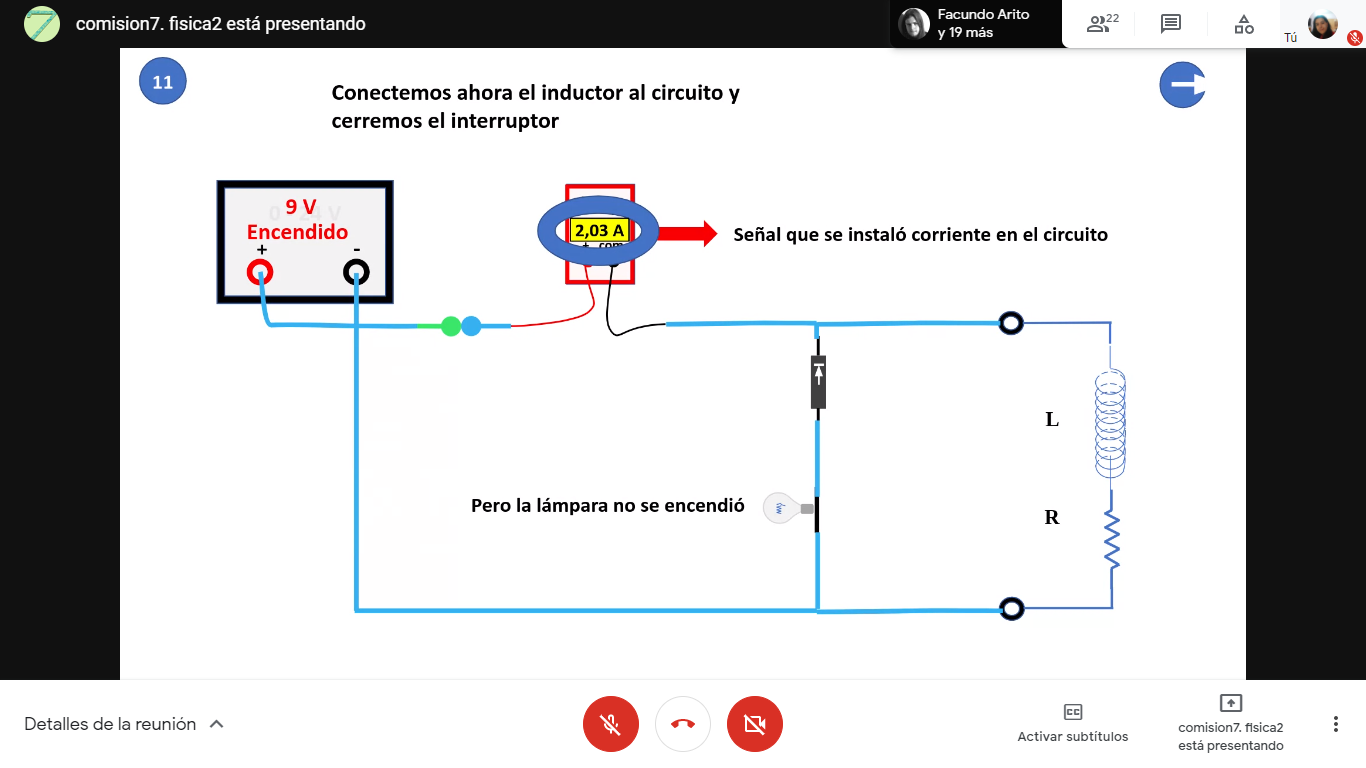 comision7. fisica2 está presentando
Facundo Arito
y 19 más
22
Tú
11
Conectemos ahora el inductor al circuito y
cerremos el interruptor
9 V
Encendido
+ -
2,03 A
+ com
Señal que se instaló corriente en el circuito
L
Pero la lámpara no se encendió
R
Detalles de la reunión
CC
Activar subtítulos
comision7. fisica2
está presentando